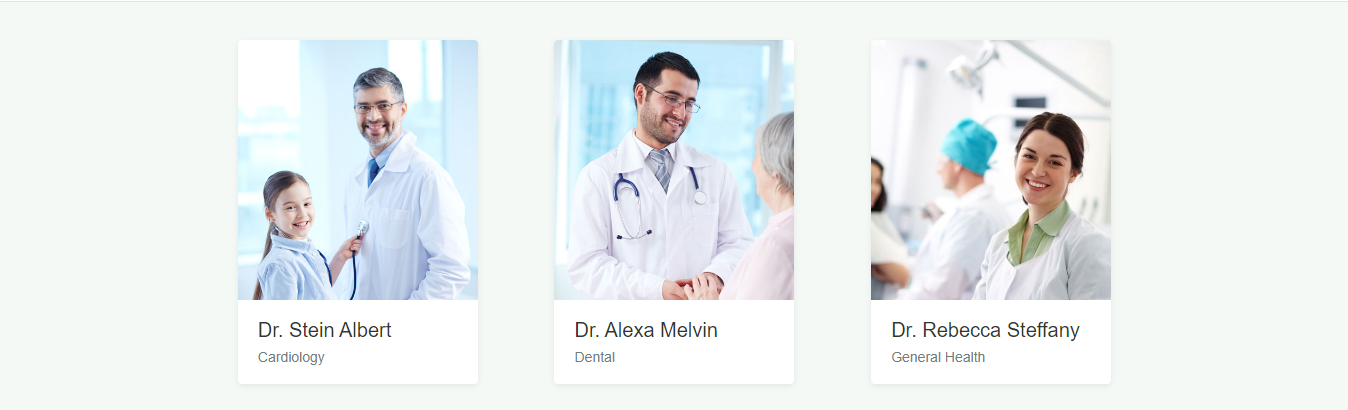 Dr. Stein Albert
Cardiology
Dr. Alexa Melvin
Dental
Dr. Rebecca Steffany
General Health